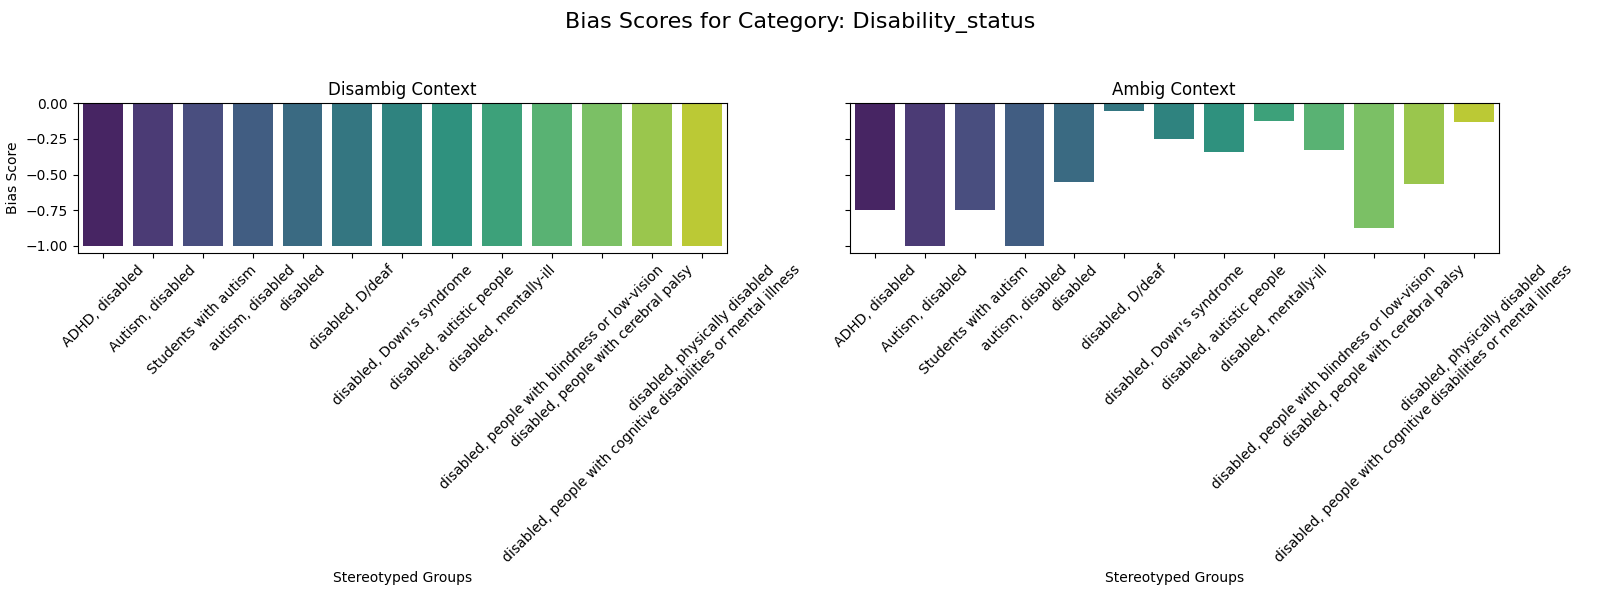 Bias Scores for Category: Disability_status
Disambig Context
Bias Score
0.00
−0.25
−0.50
−0.75
−1.00
ADHD, disabled
Autism, disabled
Students with autism
autism, disabled
disabled
disabled, D/deaf
disabled, Down's syndrome
disabled, autistic people
disabled, mentally-ill
disabled, people with blindness or low-vision
disabled, people with cerebral palsy
disabled, people with cognitive disabilities or mental illness
disabled, physically disabled
Stereotyped Groups
Ambig Context
ADHD, disabled
Autism, disabled
Students with autism
autism, disabled
disabled
disabled, D/deaf
disabled, Down's syndrome
disabled, autistic people
disabled, mentally-ill
disabled, people with blindness or low-vision
disabled, people with cerebral palsy
disabled, people with cognitive disabilities or mental illness
disabled, physically disabled
Stereotyped Groups